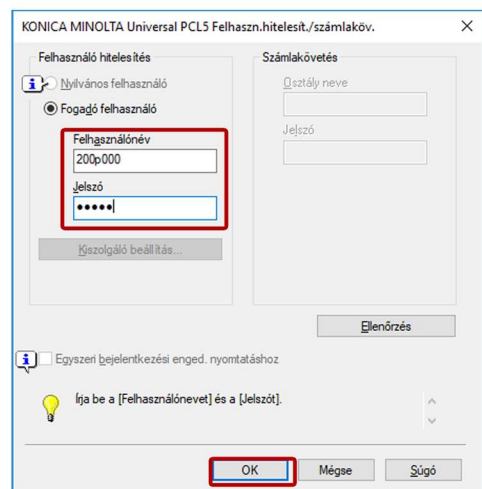 KONICA MINOLTA Universal PCL5 Felhaszn.hitelesít./számlaköv.
Felhasználó hitelesítés
Nyilvános felhasználó
Fogadó felhasználó
Felhasználónév
200p000
Jelszó
•••••
Kiszolgáló beállítás...
Számlakövetés
Osztály neve
Jelszó
Ellenőrzés
Egyszeri bejelentkezési enged. nyomtatáshoz
Írja be a [Felhasználónevet] és a [Jelszót].
OK
Mégse
Súgó